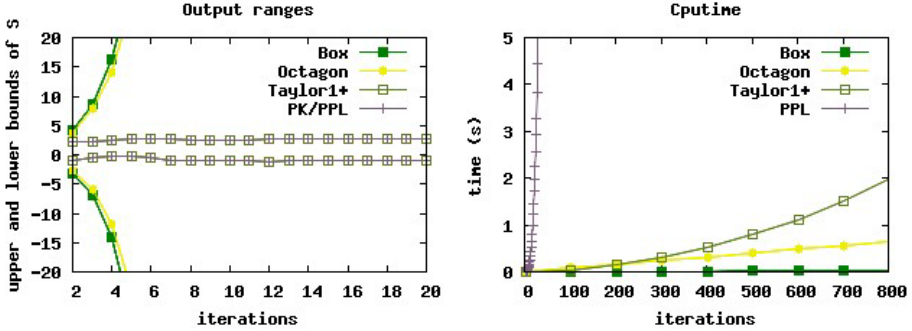 Output ranges
upper and lower bounds of S
20
15
10
5
0
-5
-10
-15
-20
Box
Octagon
Taylor1+
PK/PPL
2 4 6 8 10 12 14 16 18 20
iterations
Cputime
time (s)
5
4
3
2
1
0
Box
Octagon
Taylor1+
PPL
0 100 200 300 400 500 600 700 800
iterations